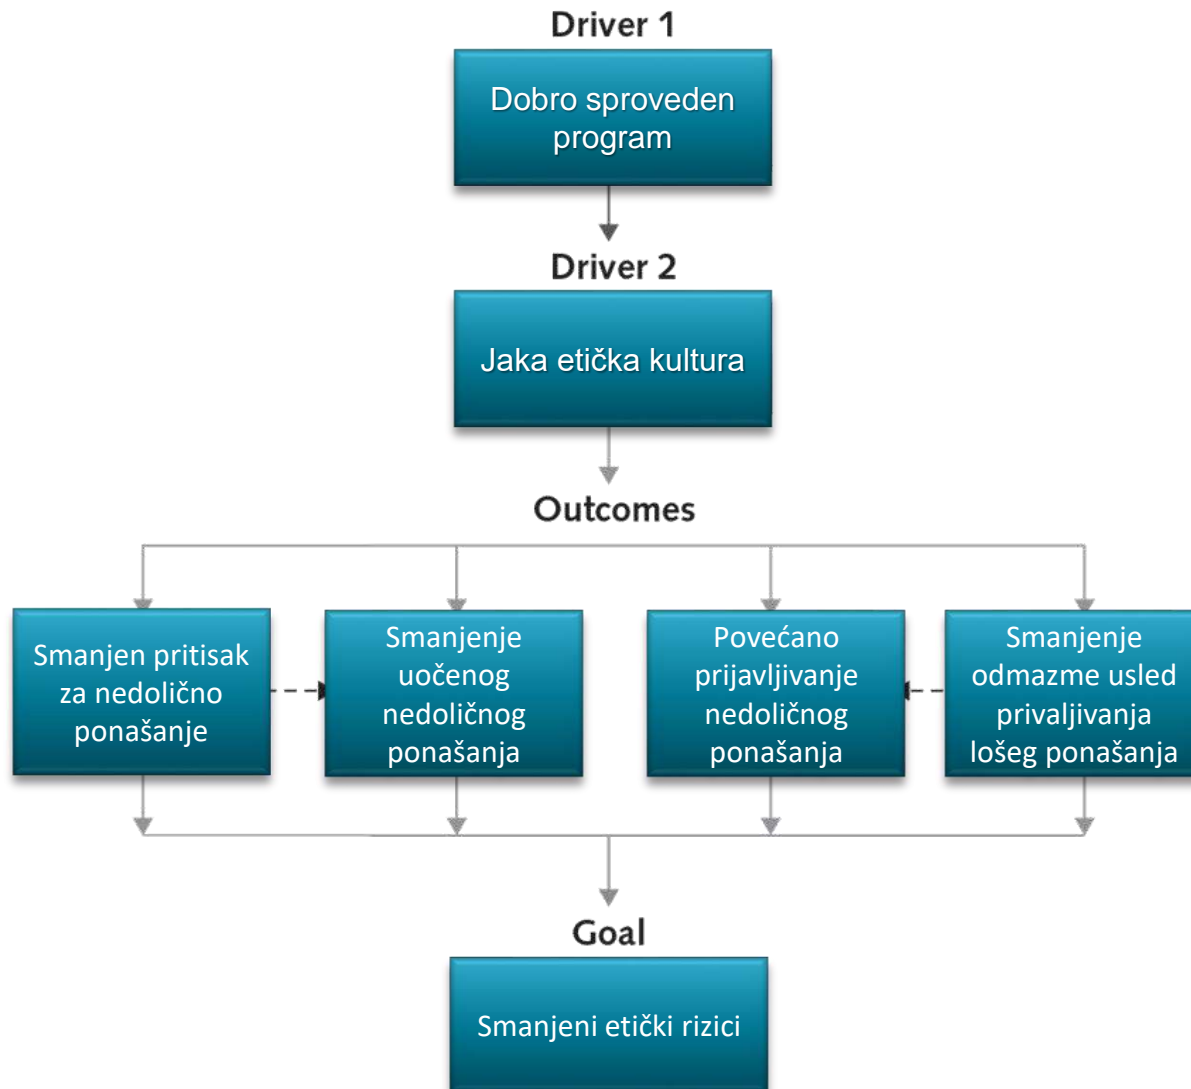 Driver 1
Dobro sproveden
program
Driver 2
Jaka etička kultura
Outcomes
Smanjen pritisak
za nedolično
ponašanje
Smanjenje
uočenog
nedoličnog
ponašanja
Povećano
prijavljivanje
nedoličnog
ponašanja
Smanjenje
odmazme usled
privaljivanja
lošeg ponašanja
Goal
Smanjeni etički rizici